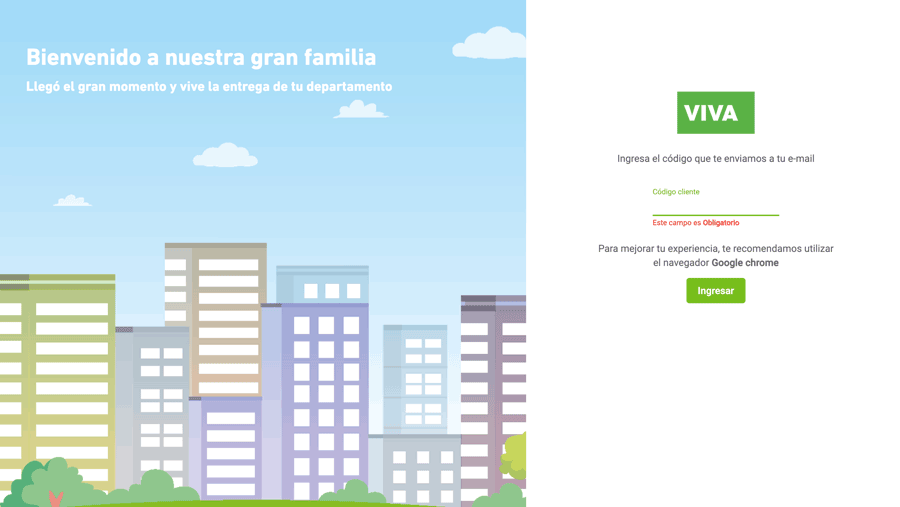 Bienvenido a nuestra gran familia
Llegó el gran momento y vive la entrega de tu departamento
VIVA
Ingresa el código que te enviamos a tu e-mail
Código cliente
Este campo es Obligatorio
Para mejorar tu experiencia, te recomendamos utilizar
el navegador Google chrome
Ingresar